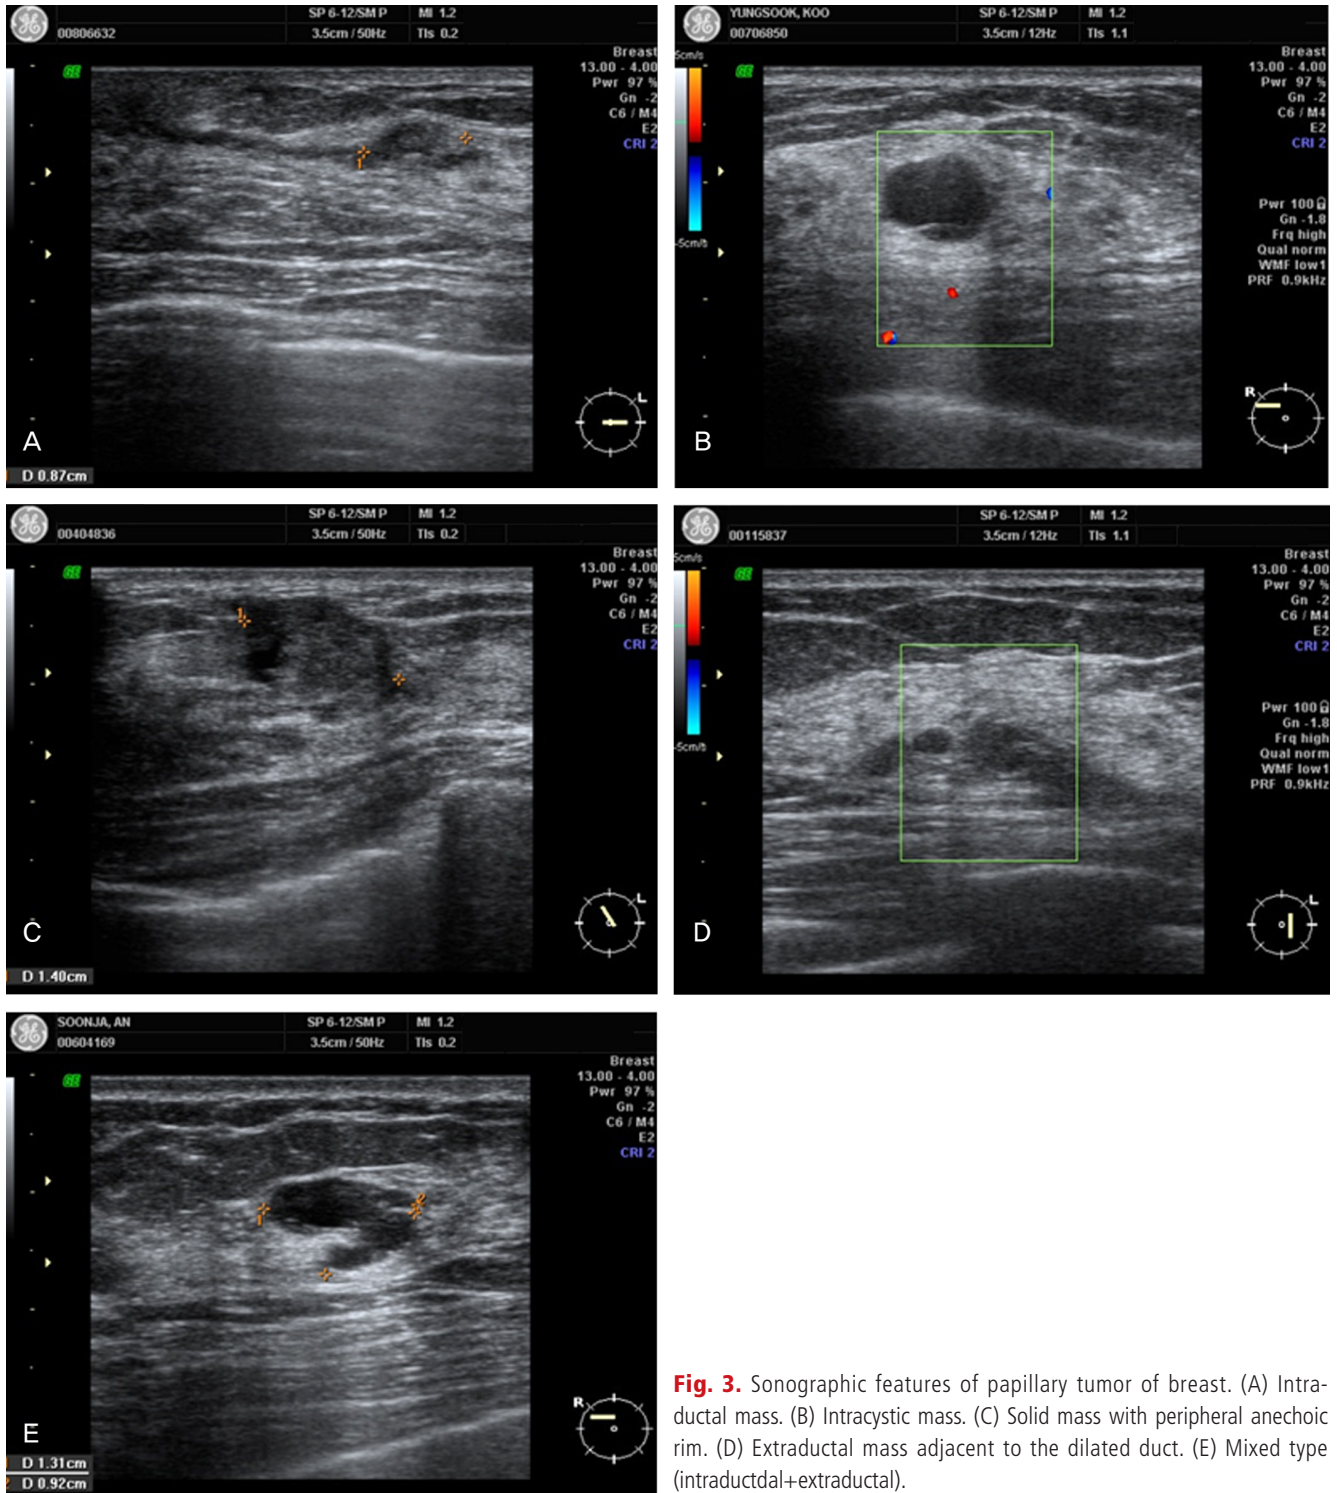 SP 6-12/SM P MI 1.2
00806632 3.5cm / 50Hz TIs 0.2
Breast
13.00 - 4.00
Pwr 97 %
Gn -2
C6 / M4
E2
CRI 2
GE
1
L
A
D 0.87cm
YUNGSOOK, KOO SP 6-12/SM P MI 1.2
00706850 3.5cm / 12Hz TIs 1.1
5cm/s
Breast
13.00 - 4.00
Pwr 97 %
Gn -2
C6 / M4
E2
CRI 2
GE
Pwr 100
Gn -1.8
Frq high
Qual norm
WMF low1
PRF 0.9kHz
-5cm/s
R
B
SP 6-12/SM P MI 1.2
00404836 3.5cm / 50Hz TIs 0.2
Breast
13.00 - 4.00
Pwr 97 %
Gn -2
C6 / M4
E2
CRI 2
GE
1
L
C
D 1.40cm
SP 6-12/SM P MI 1.2
00115837 3.5cm / 12Hz TIs 1.1
5cm/s
Breast
13.00 - 4.00
Pwr 97 %
Gn -2
C6 / M4
E2
CRI 2
GE
Pwr 100
Gn -1.8
Frq high
Qual norm
WMF low1
PRF 0.9kHz
-5cm/s
L
D
SOONJA, AN SP 6-12/SM P MI 1.2
00604169 3.5cm / 50Hz TIs 0.2
Breast
13.00 - 4.00
Pwr 97 %
Gn -2
C6 / M4
E2
CRI 2
GE
1
2
R
E
D 1.31cm
2 D 0.92cm
Fig. 3. Sonographic features of papillary tumor of breast. (A) Intra-
ductal mass. (B) Intracystic mass. (C) Solid mass with peripheral anechoic
rim. (D) Extraductal mass adjacent to the dilated duct. (E) Mixed type
(intraductdal+extraductal).